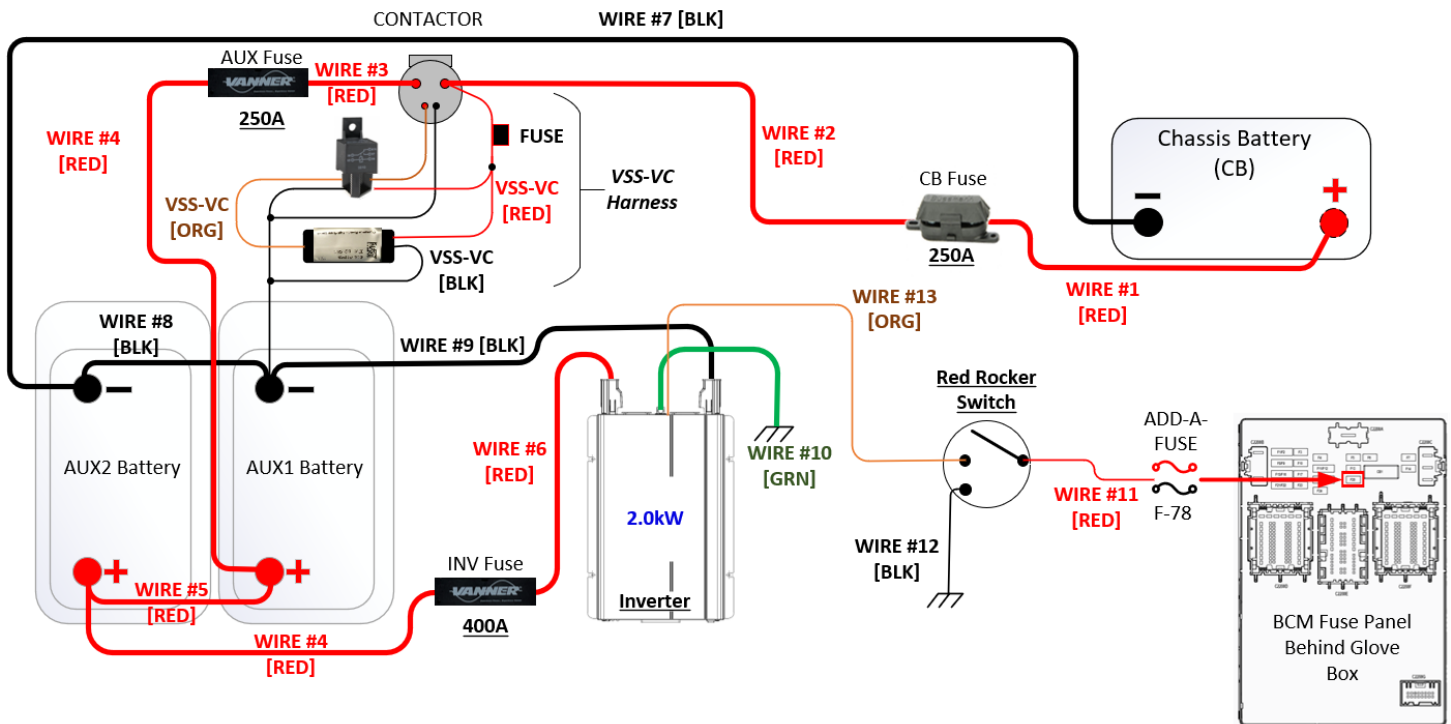 CONTACTOR
WIRE #7 [BLK]
AUX Fuse
VANNER
250A
WIRE #3
[RED]
WIRE #4
[RED]
FUSE
WIRE #2
[RED]
Chassis Battery
(CB)
−
+
CB Fuse
250A
VSS-VC
[ORG]
VSS-VC
[RED]
VSS-VC
Harness
VSS-VC
[BLK]
WIRE #1
[RED]
WIRE #8
[BLK]
WIRE #9 [BLK]
WIRE #13
[ORG]
−
−
AUX2 Battery
AUX1 Battery
+
+
WIRE #5
[RED]
WIRE #4
[RED]
WIRE #6
[RED]
INV Fuse
VANNER
400A
2.0kW
Inverter
WIRE #10
[GRN]
Red Rocker
Switch
WIRE #12
[BLK]
WIRE #11
[RED]
ADD-A-
FUSE
F-78
BCM Fuse Panel
Behind Glove
Box